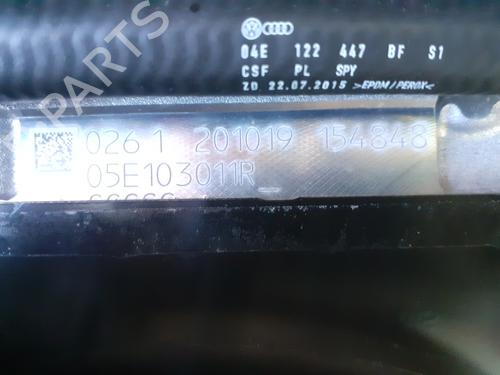 04E 122 447 BF S1
CSF PL SPY
ZD 22.07.2015 >EPDM/PEROX<
026 1 201019 154848
05E103011R